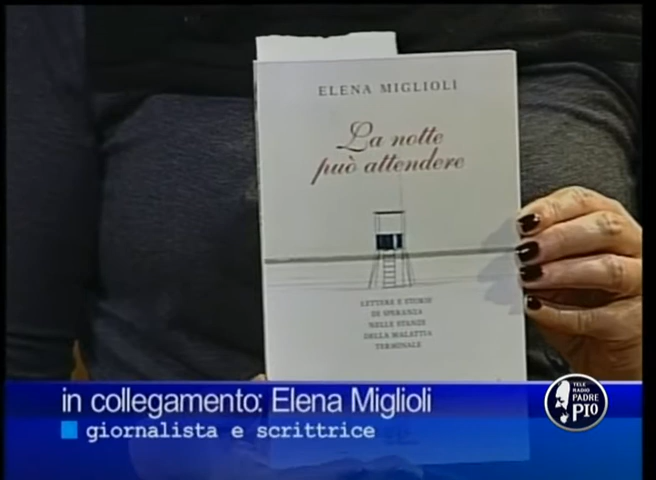 ELENA MIGLIOLI
La notte
può attendere
LETTERE E STORIE
DI SPERANZA
NELLE STANZE
DELLA MALATTIA
TERMINALE
in collegamento: Elena Miglioli
giornalista e scrittrice
TELE
RADIO
PADRE
PIO